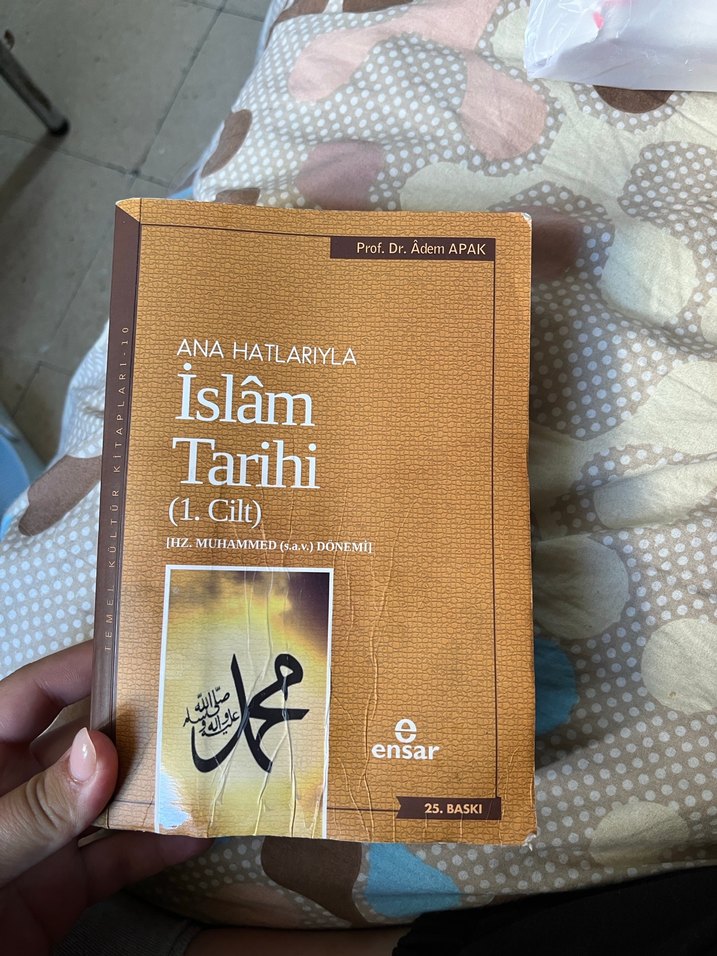 Prof. Dr. Âdem APAK
ANA HATLARIYLA
İslâm
Tarihi
(1. Cilt)
[HZ. MUHAMMED (s.a.v.) DÖNEMİ]
TEMEL KÜLTÜR KİTAPLARI-10
محمد
صلى الله
عليه وآله
وسلم
ensar
25. BASKI